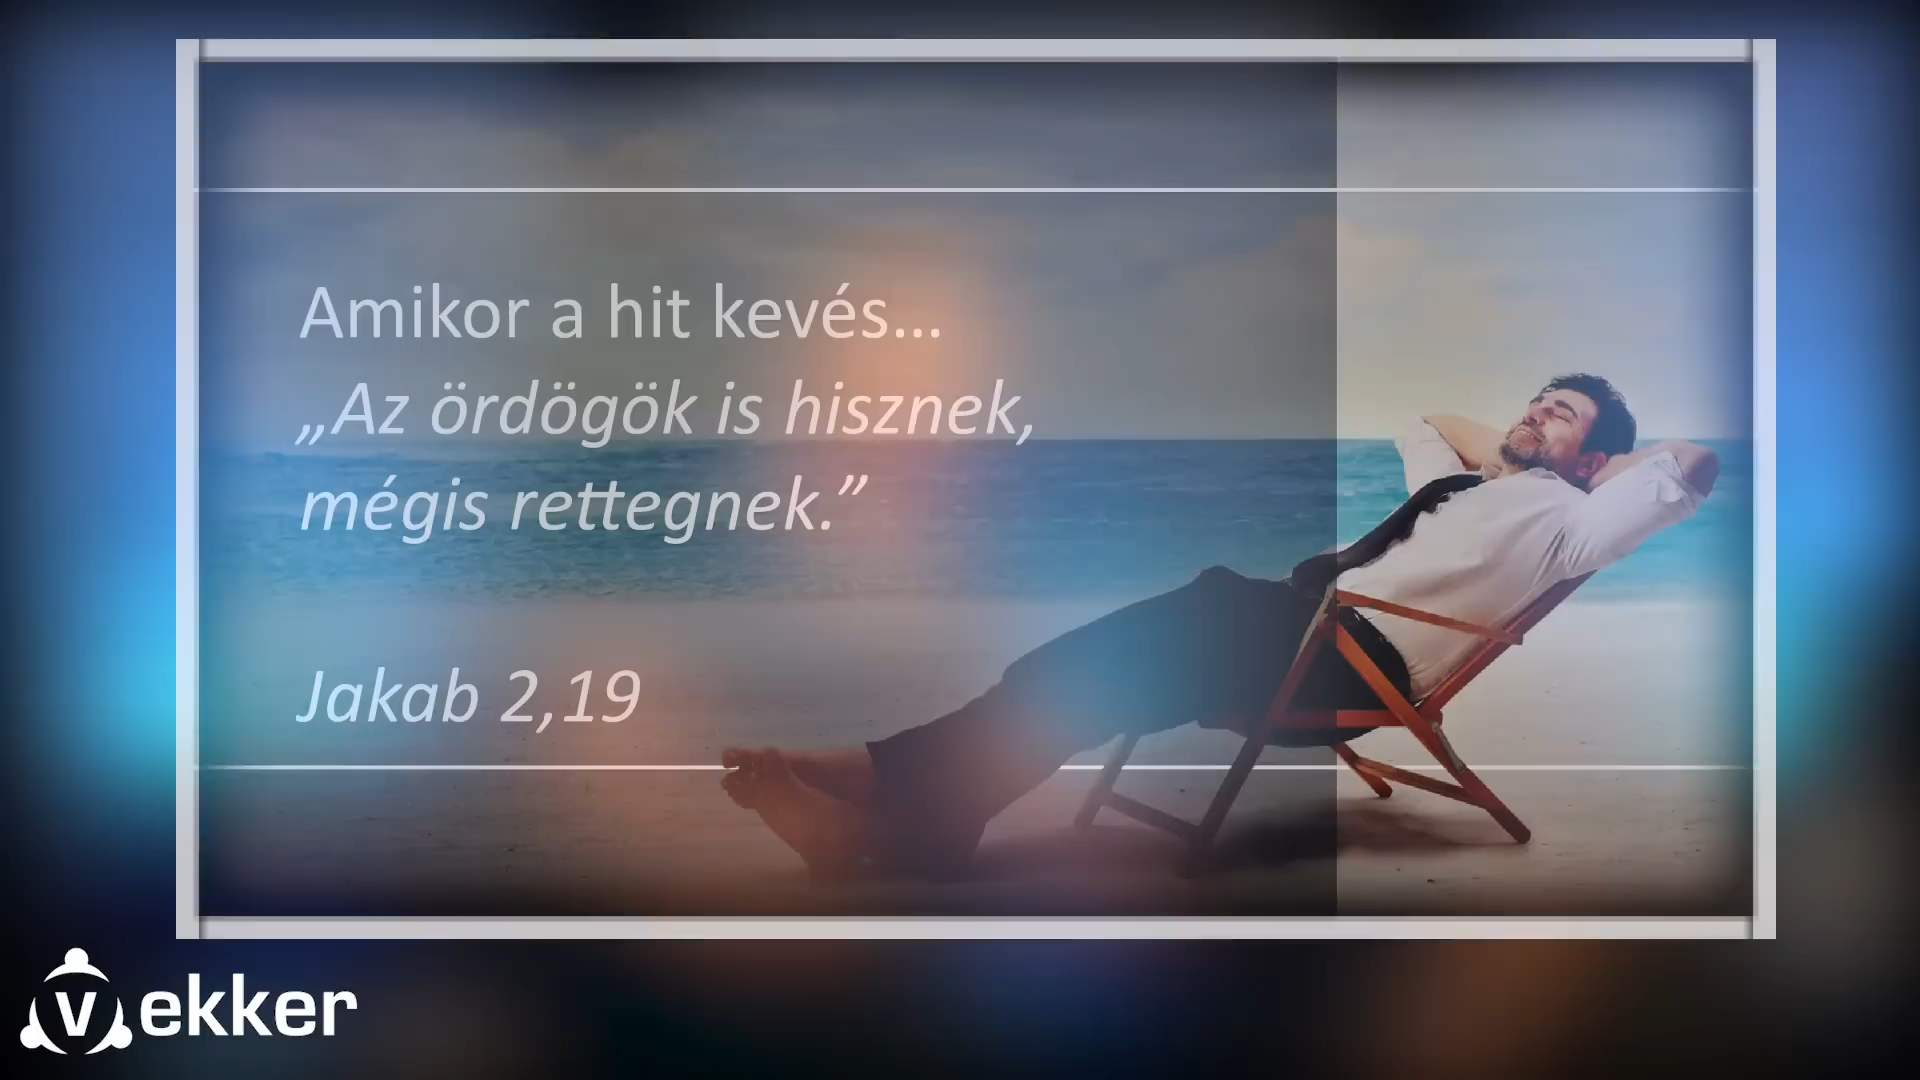 Amikor a hit kevés...
„Az ördögök is hisznek,
mégis rettegnek.”
Jakab 2,19
vekker